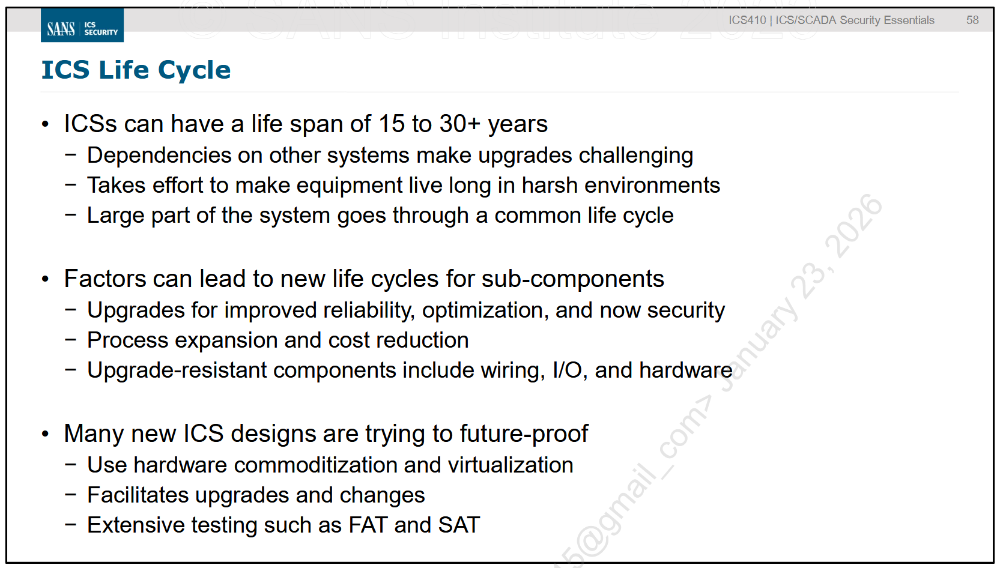 © SANS Institute 2026
SANS ICS SECURITY
ICS410 | ICS/SCADA Security Essentials 58
ICS Life Cycle
• ICSs can have a life span of 15 to 30+ years
− Dependencies on other systems make upgrades challenging
− Takes effort to make equipment live long in harsh environments
− Large part of the system goes through a common life cycle
• Factors can lead to new life cycles for sub-components
− Upgrades for improved reliability, optimization, and now security
− Process expansion and cost reduction
− Upgrade-resistant components include wiring, I/O, and hardware
• Many new ICS designs are trying to future-proof
− Use hardware commoditization and virtualization
− Facilitates upgrades and changes
− Extensive testing such as FAT and SAT
15@gmail_com> January 23, 2026